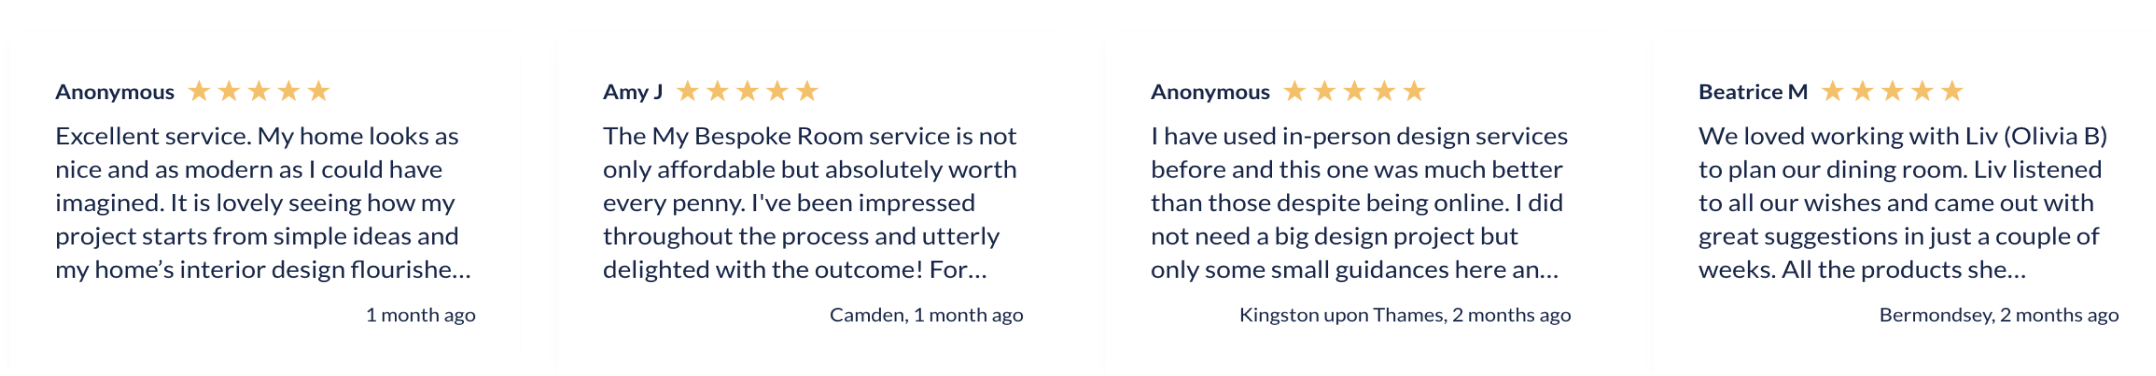 Anonymous
Excellent service. My home looks as
nice and as modern as I could have
imagined. It is lovely seeing how my
project starts from simple ideas and
my home’s interior design flourishe...
1 month ago
Amy J
The My Bespoke Room service is not
only affordable but absolutely worth
every penny. I've been impressed
throughout the process and utterly
delighted with the outcome! For...
Camden, 1 month ago
Anonymous
I have used in-person design services
before and this one was much better
than those despite being online. I did
not need a big design project but
only some small guidances here an...
Kingston upon Thames, 2 months ago
Beatrice M
We loved working with Liv (Olivia B)
to plan our dining room. Liv listened
to all our wishes and came out with
great suggestions in just a couple of
weeks. All the products she...
Bermondsey, 2 months ago